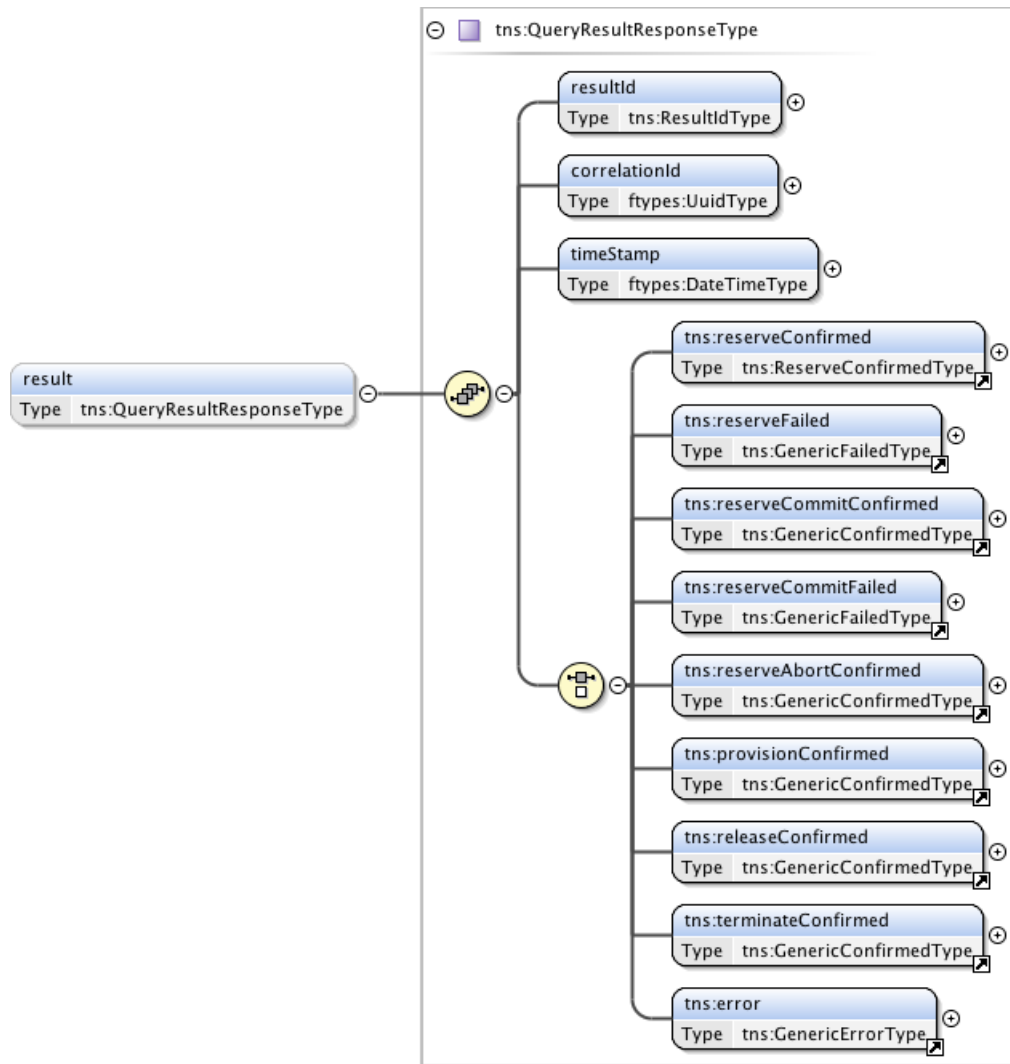 tns:QueryResultResponseType
resultId
Type tns:ResultIdType
correlationId
Type ftypes:UuidType
timeStamp
Type ftypes:DateTimeType
result
Type tns:QueryResultResponseType
tns:reserveConfirmed
Type tns:ReserveConfirmedType
tns:reserveFailed
Type tns:GenericFailedType
tns:reserveCommitConfirmed
Type tns:GenericConfirmedType
tns:reserveCommitFailed
Type tns:GenericFailedType
tns:reserveAbortConfirmed
Type tns:GenericConfirmedType
tns:provisionConfirmed
Type tns:GenericConfirmedType
tns:releaseConfirmed
Type tns:GenericConfirmedType
tns:terminateConfirmed
Type tns:GenericConfirmedType
tns:error
Type tns:GenericErrorType